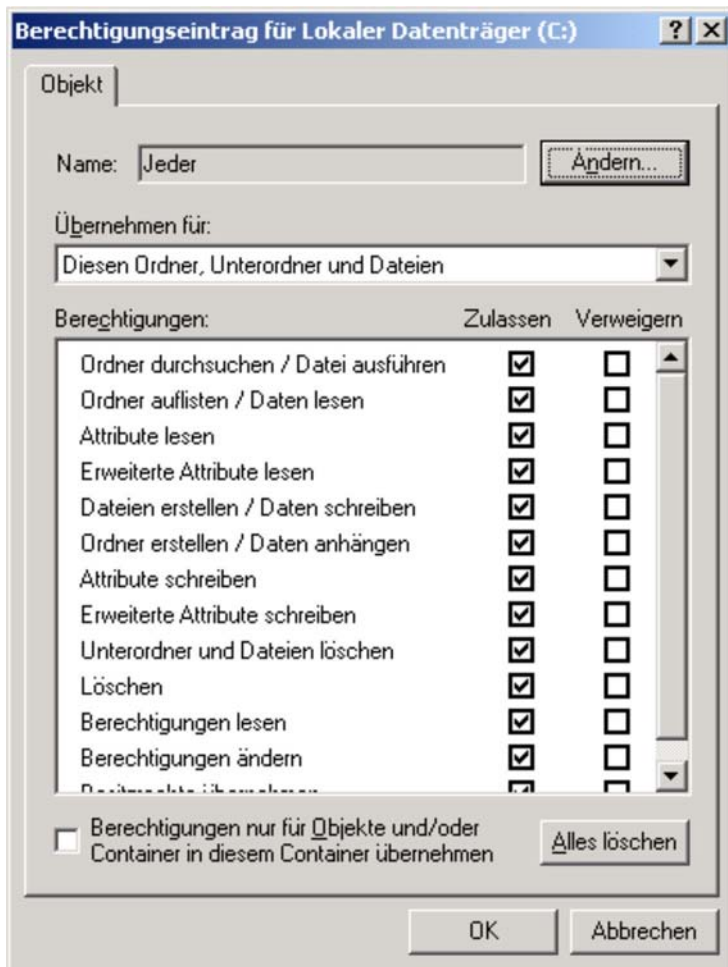 Berechtigungseintrag für Lokaler Datenträger (C:)
Objekt
Name: Jeder Ändern...
Übernehmen für:
Diesen Ordner, Unterordner und Dateien
Berechtigungen: Zulassen Verweigern
Ordner durchsuchen / Datei ausführen
Ordner auflisten / Daten lesen
Attribute lesen
Erweiterte Attribute lesen
Dateien erstellen / Daten schreiben
Ordner erstellen / Daten anhängen
Attribute schreiben
Erweiterte Attribute schreiben
Unterordner und Dateien löschen
Löschen
Berechtigungen lesen
Berechtigungen ändern
Berechtigungen nur für Objekte und/oder
Container in diesem Container übernehmen
Alles löschen
OK Abbrechen